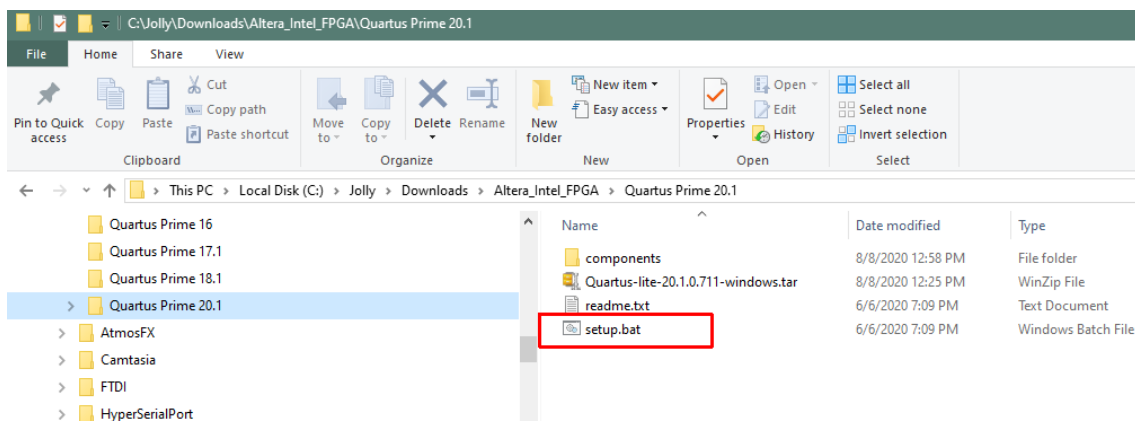 C:\Jolly\Downloads\Altera_Intel_FPGA\Quartus Prime 20.1
File Home Share View
Pin to Quick access
Copy
Paste
Cut
Copy path
Paste shortcut
Clipboard
Move to
Copy to
Delete
Rename
Organize
New folder
New item
Easy access
New
Properties
Open
Edit
History
Open
Select all
Select none
Invert selection
Select
This PC > Local Disk (C:) > Jolly > Downloads > Altera_Intel_FPGA > Quartus Prime 20.1
Quartus Prime 16
Quartus Prime 17.1
Quartus Prime 18.1
Quartus Prime 20.1
AtmosFX
Camtasia
FTDI
HyperSerialPort
Name Date modified Type
components 8/8/2020 12:58 PM File folder
Quartus-lite-20.1.0.711-windows.tar 8/8/2020 12:25 PM WinZip File
readme.txt 6/6/2020 7:09 PM Text Document
setup.bat 6/6/2020 7:09 PM Windows Batch File